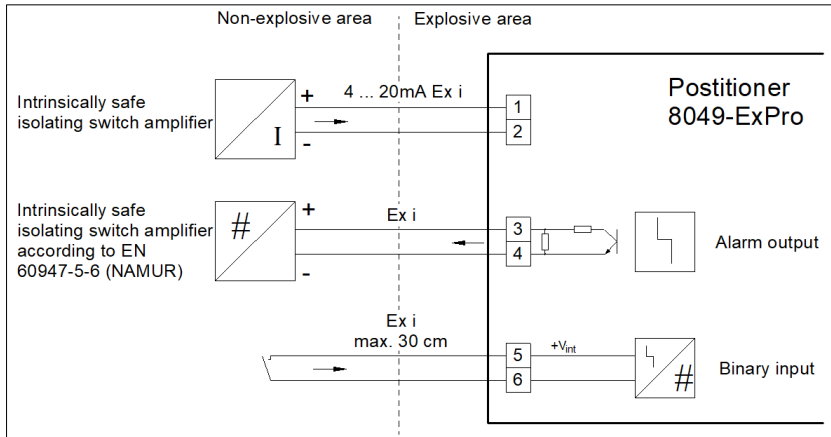 Non-explosive area
Explosive area
Intrinsically safe
isolating switch amplifier
I
+
-
4 ... 20mA Ex i
1
2
Postitioner
8049-ExPro
Intrinsically safe
isolating switch amplifier
according to EN
60947-5-6 (NAMUR)
#
+
-
Ex i
3
4
Alarm output
Ex i
max. 30 cm
5
6
+Vint
#
Binary input